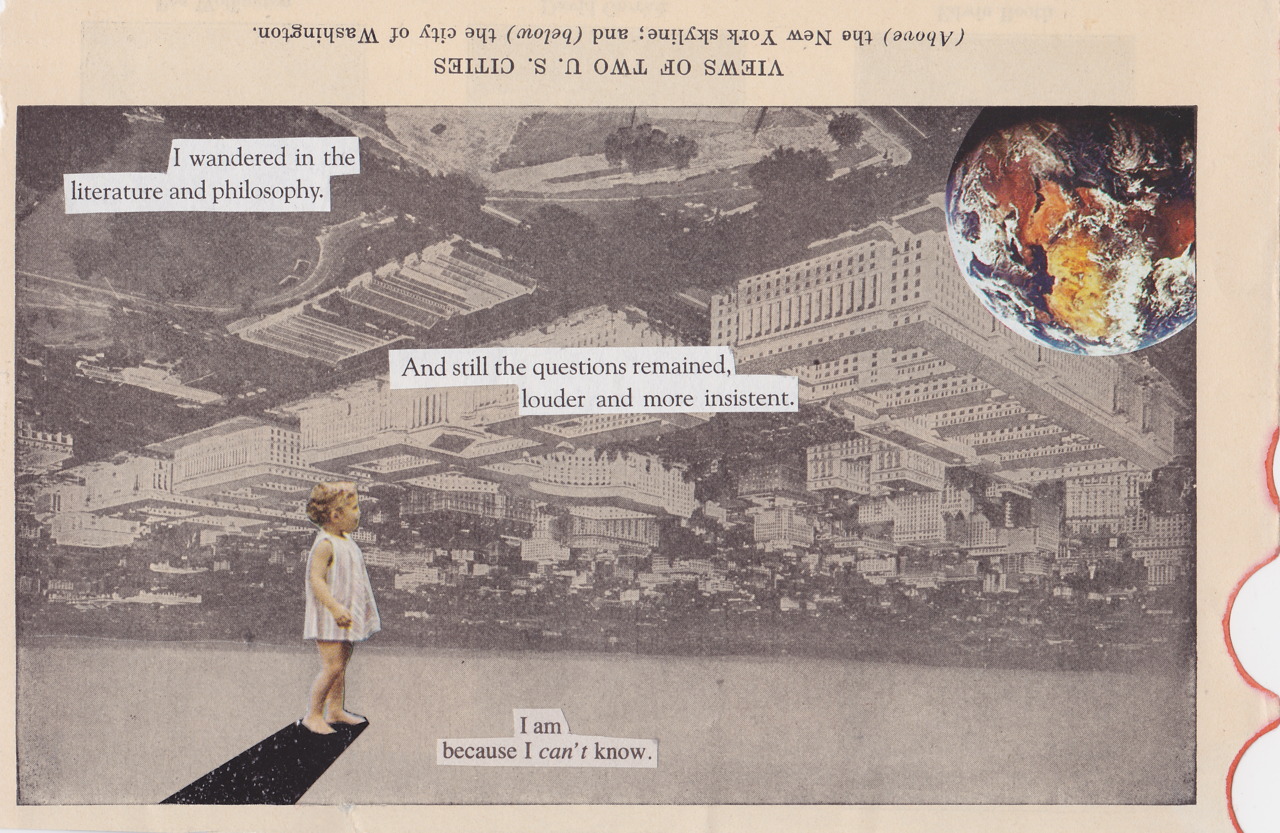 (Above) the New York skyline; and (below) the city of Washington.
VIEWS OF TWO U. S. CITIES
I wandered in the
literature and philosophy.
And still the questions remained,
louder and more insistent.
I am
because I can't know.